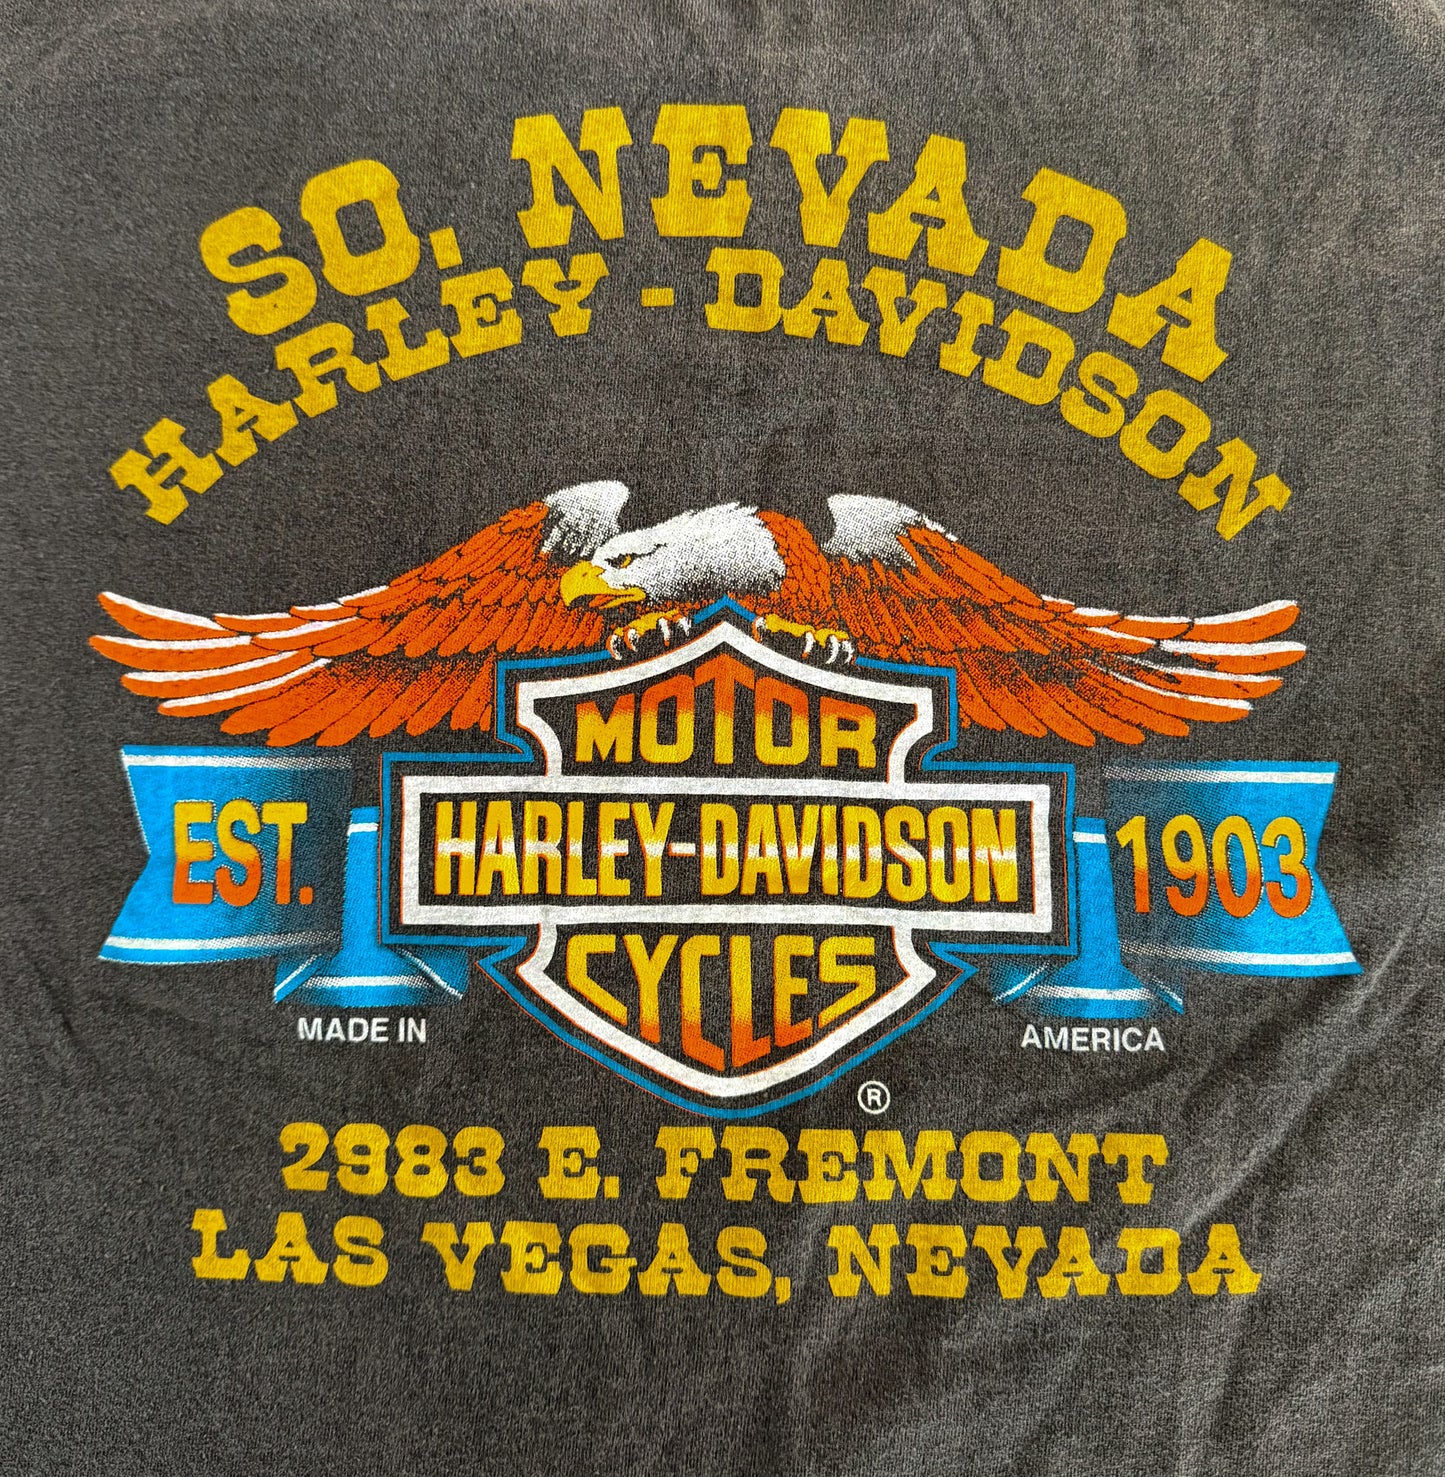 SO. NEVADA
HARLEY - DAVIDSON
MOTOR
EST. HARLEY-DAVIDSON 1903
CYCLES
MADE IN AMERICA
®
2983 E. FREMONT
LAS VEGAS, NEVADA